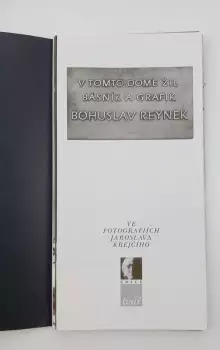 V TOMTO DOMĚ ŽIL
BÁSNÍK A GRAFIK
BOHUSLAV REYNEK
VE
FOTOGRAFIÍCH
JAROSLAVA
KREJČÍHO